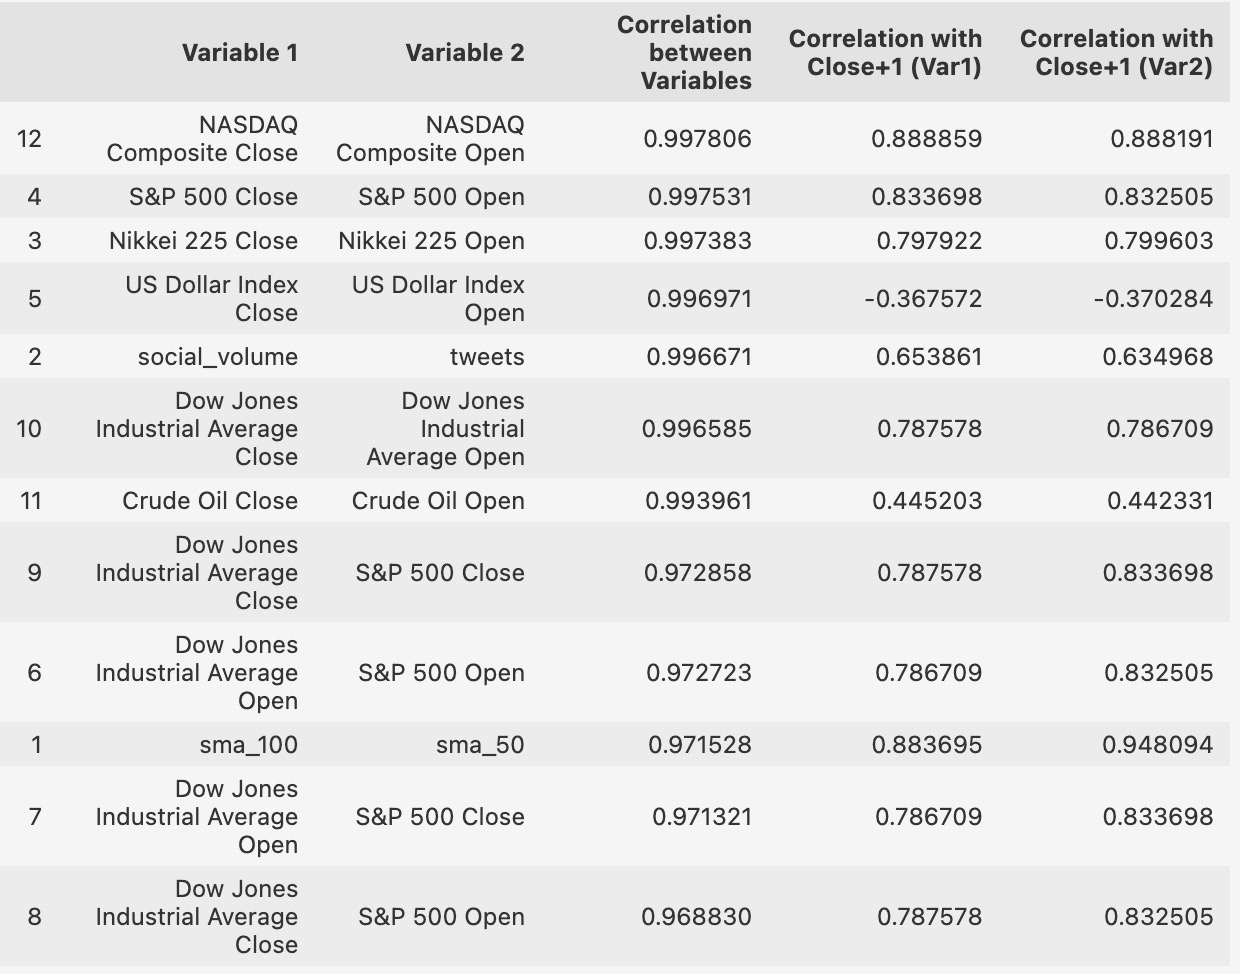 Variable 1 Variable 2 Correlation between Variables Correlation with Close+1 (Var1) Correlation with Close+1 (Var2)
12 NASDAQ Composite Close NASDAQ Composite Open 0.997806 0.888859 0.888191
4 S&P 500 Close S&P 500 Open 0.997531 0.833698 0.832505
3 Nikkei 225 Close Nikkei 225 Open 0.997383 0.797922 0.799603
5 US Dollar Index Close US Dollar Index Open 0.996971 -0.367572 -0.370284
2 social_volume tweets 0.996671 0.653861 0.634968
10 Dow Jones Industrial Average Close Dow Jones Industrial Average Open 0.996585 0.787578 0.786709
11 Crude Oil Close Crude Oil Open 0.993961 0.445203 0.442331
9 Dow Jones Industrial Average Close S&P 500 Close 0.972858 0.787578 0.833698
6 Dow Jones Industrial Average Open S&P 500 Open 0.972723 0.786709 0.832505
1 sma_100 sma_50 0.971528 0.883695 0.948094
7 Dow Jones Industrial Average Open S&P 500 Close 0.971321 0.786709 0.833698
8 Dow Jones Industrial Average Close S&P 500 Open 0.968830 0.787578 0.832505